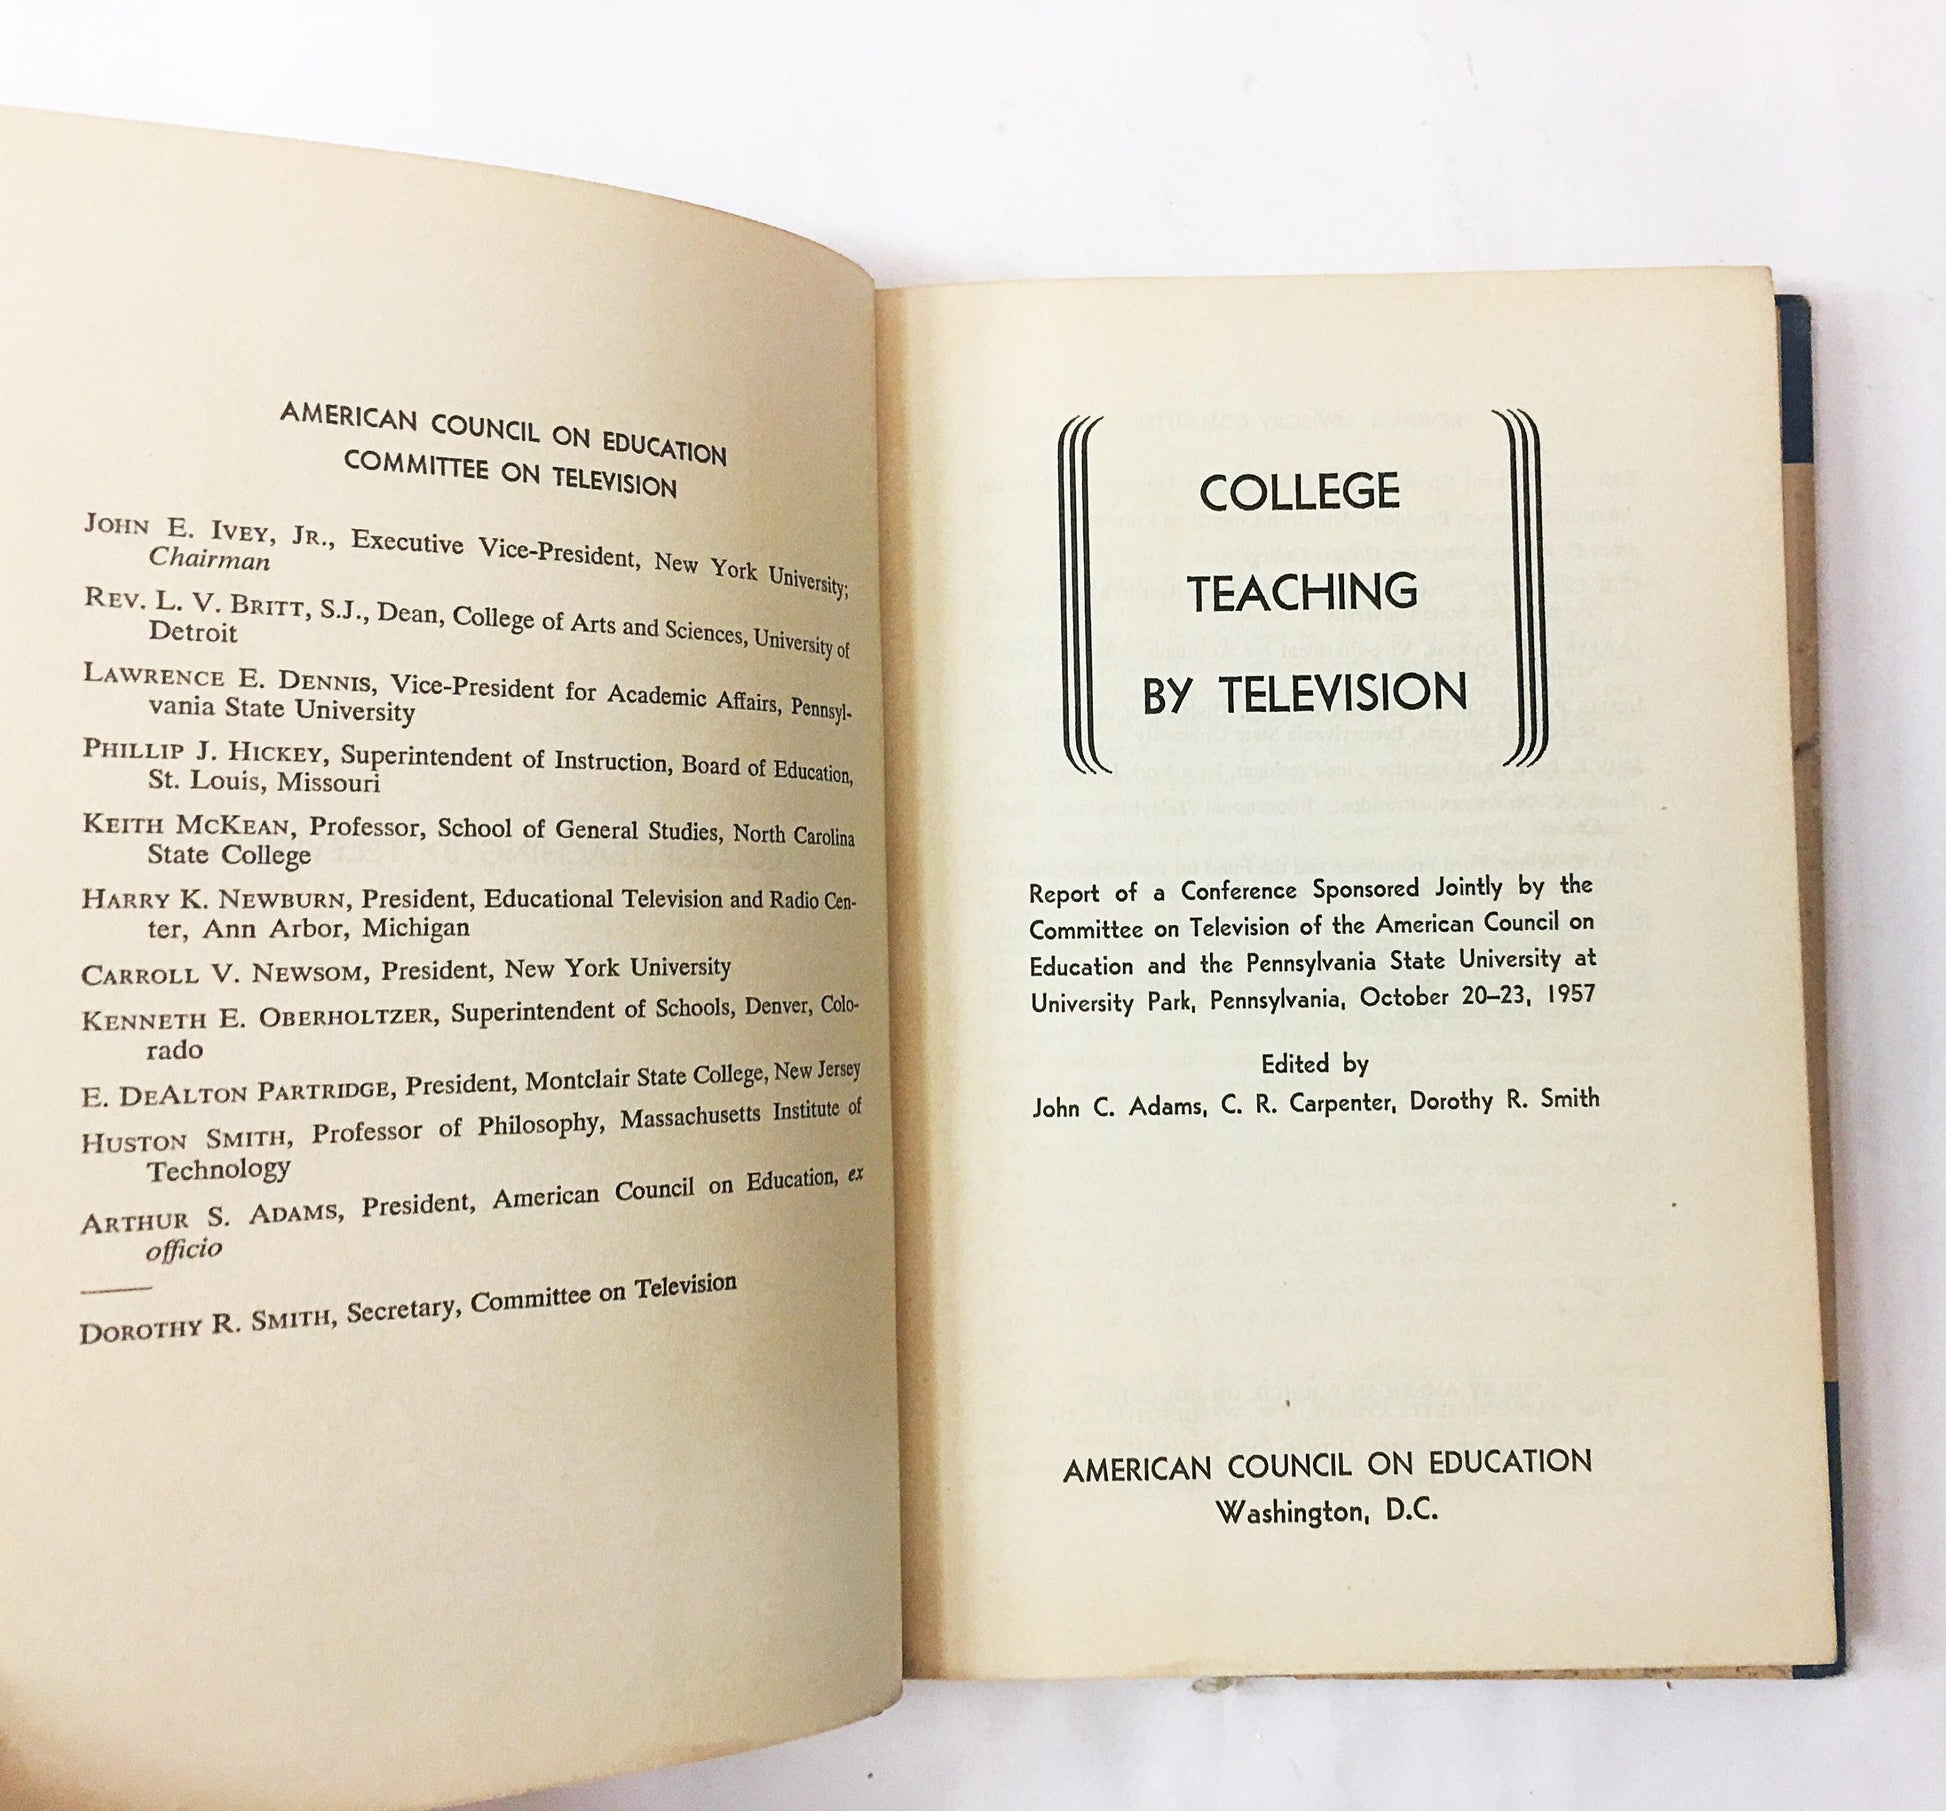 AMERICAN COUNCIL ON EDUCATION
COMMITTEE ON TELEVISION
JOHN E. IVEY, JR., Executive Vice-President, New York University;
Chairman
REV. L. V. BRITT, S.J., Dean, College of Arts and Sciences, University of
Detroit
LAWRENCE E. DENNIS, Vice-President for Academic Affairs, Pennsyl-
vania State University
PHILLIP J. HICKEY, Superintendent of Instruction, Board of Education,
St. Louis, Missouri
KEITH MCKEAN, Professor, School of General Studies, North Carolina
State College
HARRY K. NEWBURN, President, Educational Television and Radio Cen-
ter, Ann Arbor, Michigan
CARROLL V. NEWSOM, President, New York University
KENNETH E. OBERHOLTZER, Superintendent of Schools, Denver, Colo-
rado
E. DEALTON PARTRIDGE, President, Montclair State College, New Jersey
HUSTON SMITH, Professor of Philosophy, Massachusetts Institute of
Technology
ARTHUR S. ADAMS, President, American Council on Education, ex
officio
DOROTHY R. SMITH, Secretary, Committee on Television
COLLEGE
TEACHING
BY TELEVISION
Report of a Conference Sponsored Jointly by the
Committee on Television of the American Council on
Education and the Pennsylvania State University at
University Park, Pennsylvania, October 20–23, 1957
Edited by
John C. Adams, C. R. Carpenter, Dorothy R. Smith
AMERICAN COUNCIL ON EDUCATION
Washington, D.C.